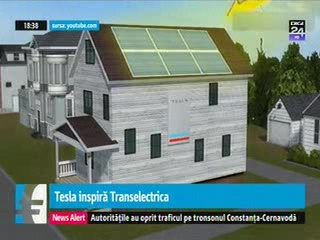 18:38
sursa: youtube.com
DIGI
24
TESLA
Tesla inspiră Transelectrica
News Alert Autoritățile au oprit traficul pe tronsonul Constanța-Cernavodă